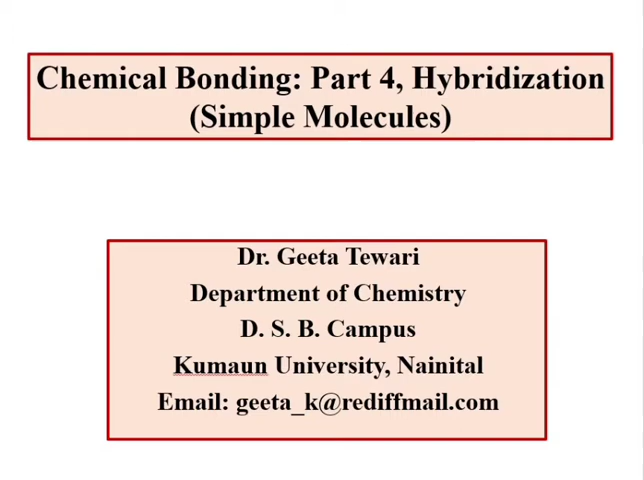 Chemical Bonding: Part 4, Hybridization
(Simple Molecules)
Dr. Geeta Tewari
Department of Chemistry
D. S. B. Campus
Kumaun University, Nainital
Email: geeta_k@rediffmail.com